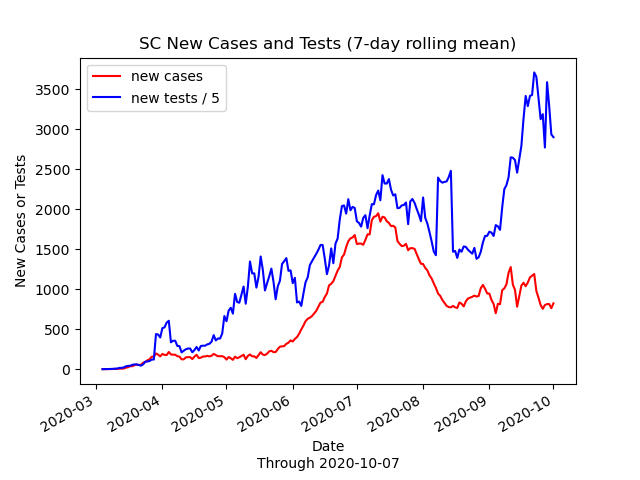 SC New Cases and Tests (7-day rolling mean)
new cases
new tests / 5
New Cases or Tests
3500
3000
2500
2000
1500
1000
500
0
2020-03
2020-04
2020-05
2020-06
2020-07
2020-08
2020-09
2020-10
Date
Through 2020-10-07